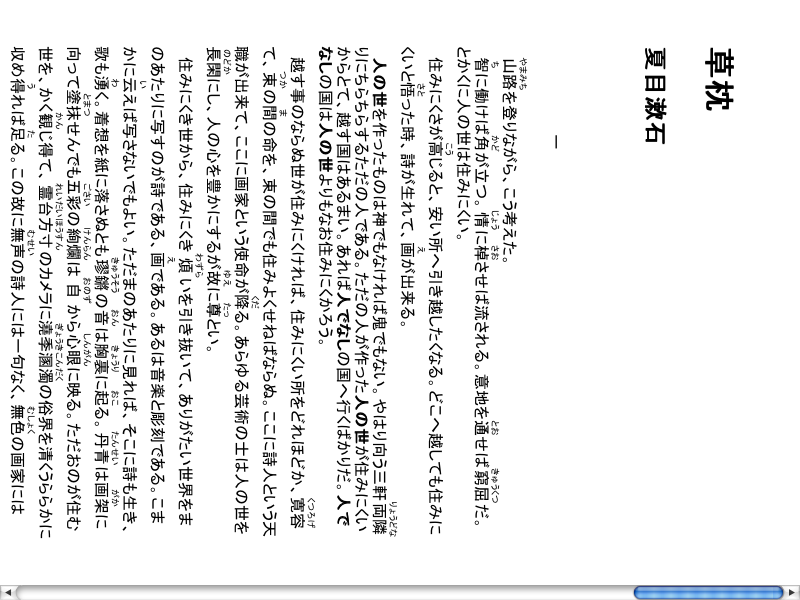 草枕
夏目漱石
一
山路を登りながら、こう考えた。
智に働けば角が立つ。情に棹させば流される。意地を通せば窮屈だ。
とかくに人の世は住みにくい。
住みにくさが高じると、安い所へ引き越したくなる。どこへ越しても住みに
くいと悟った時、詩が生れて、画が出来る。
人の世を作ったものは神でもなければ鬼でもない。やはり向う三軒両隣
りにちらちらするただの人である。ただの人が作った人の世が住みにくい
からとて、越す国はあるまい。あれば人でなしの国へ行くばかりだ。人で
なしの国は人の世よりもなお住みにくかろう。
越す事のならぬ世が住みにくければ、住みにくい所をどれほどか、寛容
て、束の間の命を、束の間でも住みよくせねばならぬ。ここに詩人という天
職が出来て、ここに画家という使命が降る。あらゆる芸術の士は人の世を
長閑にし、人の心を豊かにするが故に尊とい。
住みにくき世から、住みにくき煩いを引き抜いて、ありがたい世界をま
のあたりに写すのが詩である、画である。あるは音楽と彫刻である。こま
かに云えば写さないでもよい。ただまのあたりに見れば、そこに詩も生き、
歌も湧く。着想を紙に落さぬとも璆鏘の音は胸裏に起る。丹青は画架に
向って塗抹せんでも五彩の絢爛は自から心眼に映る。ただおのが住む
世を、かく観じ得て、霊台方寸のカメラに澆季溷濁の俗界を清くうららかに
収め得れば足る。この故に無声の詩人には一句なく、無色の画家には